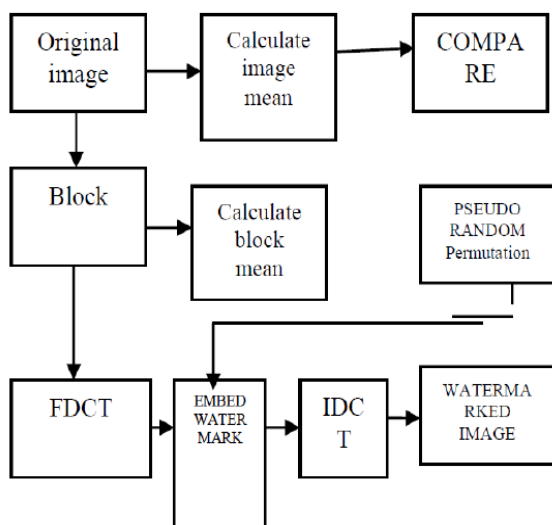 Original
image
Calculate
image
mean
COMPA
RE
Block
Calculate
block
mean
PSEUDO
RANDOM
Permutation
FDCT
EMBED
WATER
MARK
IDC
T
WATERMA
RKED
IMAGE